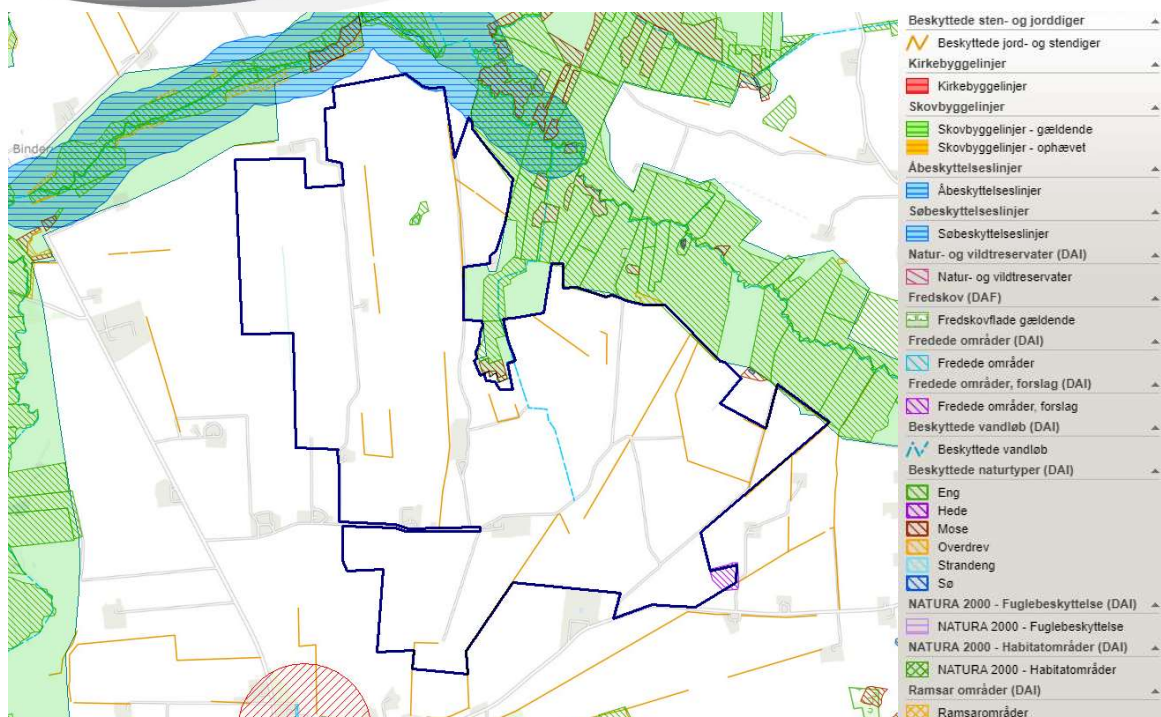 Binder
Beskyttede sten- og jorddiger
Beskyttede jord- og stendiger
Kirkebyggelinjer
Kirkebyggelinjer
Skovbyggelinjer
Skovbyggelinjer - gældende
Skovbyggelinjer - ophævet
Åbeskyttelseslinjer
Åbeskyttelseslinjer
Søbeskyttelseslinjer
Søbeskyttelseslinjer
Natur- og vildtreservater (DAI)
Natur- og vildtreservater
Fredskov (DAF)
Fredskovflade gældende
Fredede områder (DAI)
Fredede områder
Fredede områder, forslag (DAI)
Fredede områder, forslag
Beskyttede vandløb (DAI)
Beskyttede vandløb
Beskyttede naturtyper (DAI)
Eng
Hede
Mose
Overdrev
Strandeng
Sø
NATURA 2000 - Fuglebeskyttelse (DAI)
NATURA 2000 - Fuglebeskyttelse
NATURA 2000 - Habitatområder (DAI)
NATURA 2000 - Habitatområder
Ramsar områder (DAI)
Ramsarområder